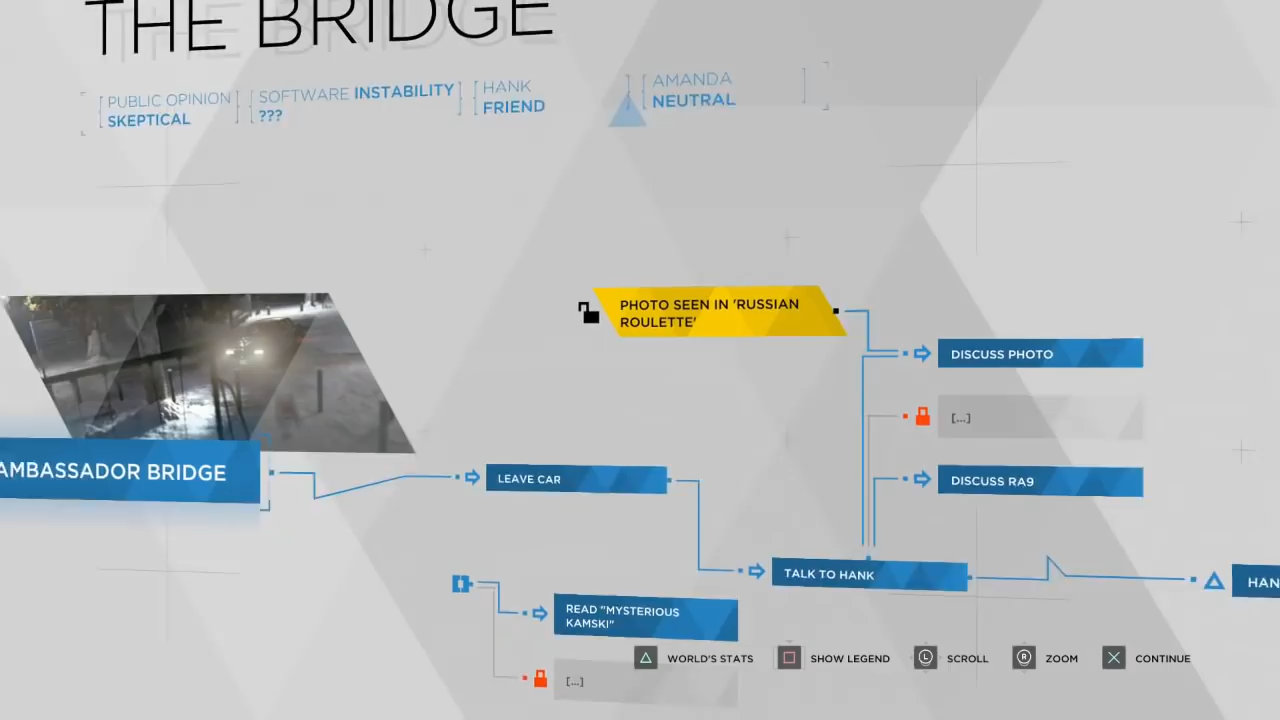 THE BRIDGE
PUBLIC OPINION
SKEPTICAL
SOFTWARE INSTABILITY
???
HANK
FRIEND
AMANDA
NEUTRAL
PHOTO SEEN IN 'RUSSIAN
ROULETTE'
DISCUSS PHOTO
[...]
AMBASSADOR BRIDGE
LEAVE CAR
DISCUSS RA9
TALK TO HANK
HAN
READ "MYSTERIOUS
KAMSKI"
[...]
WORLD'S STATS
SHOW LEGEND
L SCROLL
R ZOOM
CONTINUE